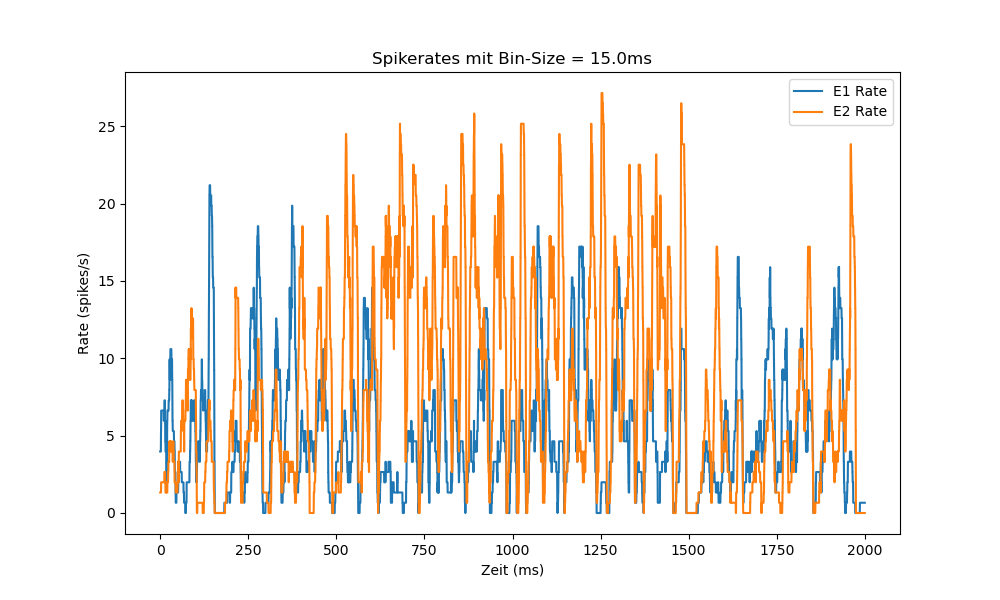 Spikerates mit Bin-Size = 15.0ms
E1 Rate
E2 Rate
Rate (spikes/s)
25
20
15
10
5
0
0 250 500 750 1000 1250 1500 1750 2000
Zeit (ms)